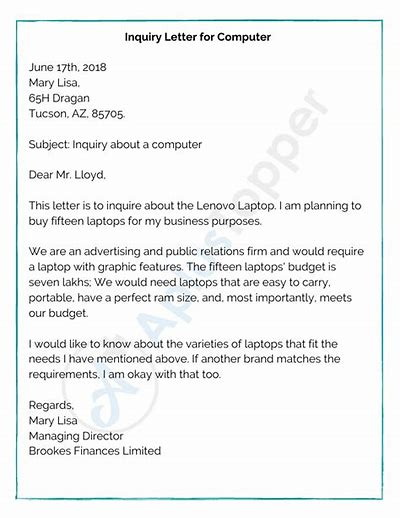 Inquiry Letter for Computer
June 17th, 2018
Mary Lisa,
65H Dragan
Tucson, AZ, 85705.
Subject: Inquiry about a computer
Dear Mr. Lloyd,
This letter is to inquire about the Lenovo Laptop. I am planning to
buy fifteen laptops for my business purposes.
We are an advertising and public relations firm and would require
a laptop with graphic features. The fifteen laptops' budget is
seven lakhs; We would need laptops that are easy to carry,
portable, have a perfect ram size, and, most importantly, meets
our budget.
I would like to know about the varieties of laptops that fit the
needs I have mentioned above. If another brand matches the
requirements, I am okay with that too.
Regards,
Mary Lisa
Managing Director
Brookes Finances Limited
Aplus Topper